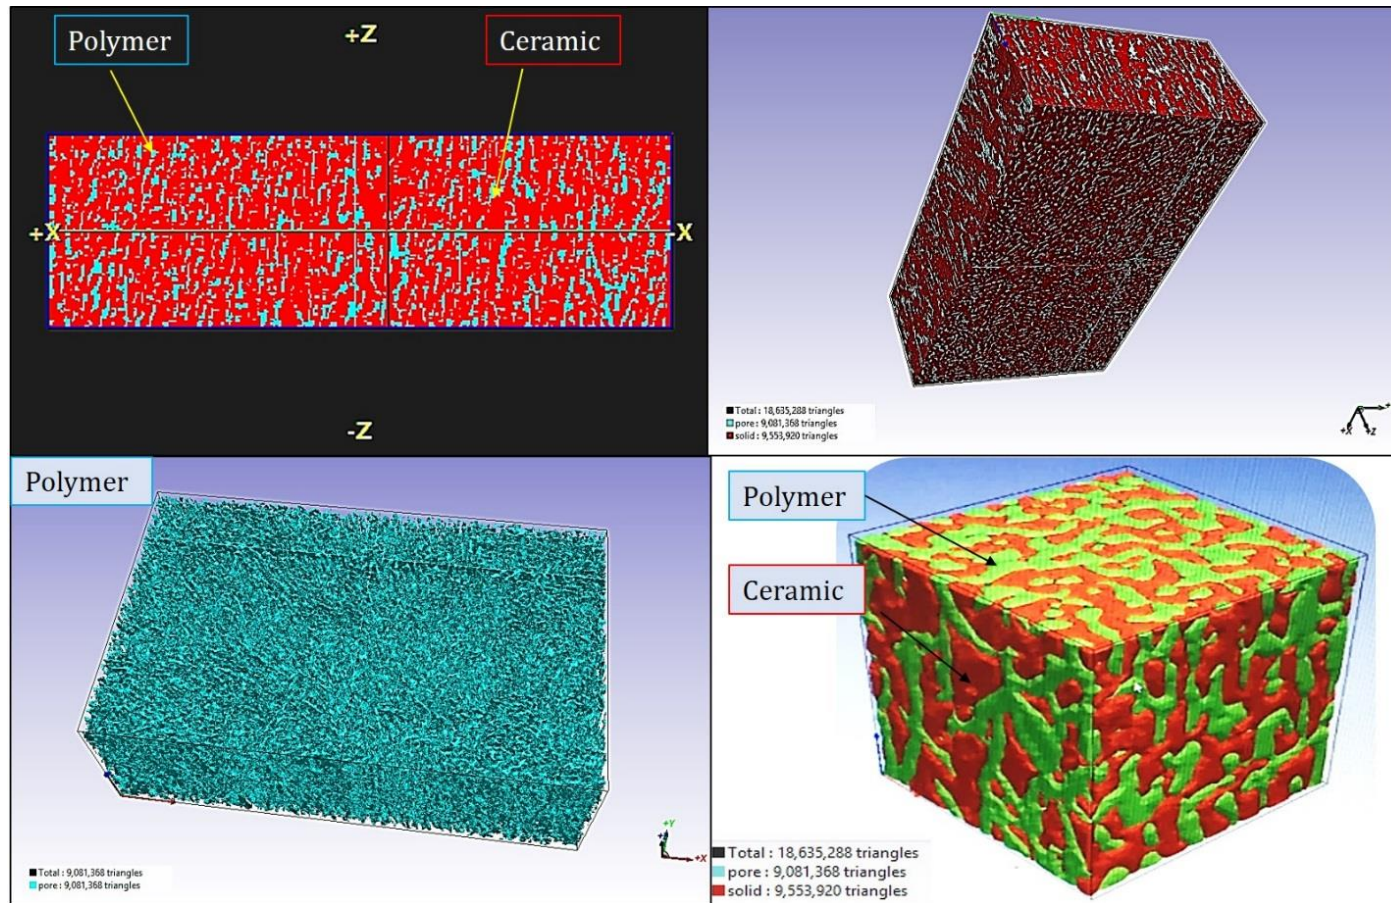 Polymer
+Z
Ceramic
+X
-X
-Z
Total : 18,635,288 triangles
pore : 9,081,368 triangles
solid : 9,553,920 triangles
+X
+Z
Polymer
Total : 9,081,368 triangles
pore : 9,081,368 triangles
+Y
+X
Polymer
Ceramic
Total : 18,635,288 triangles
pore : 9,081,368 triangles
solid : 9,553,920 triangles